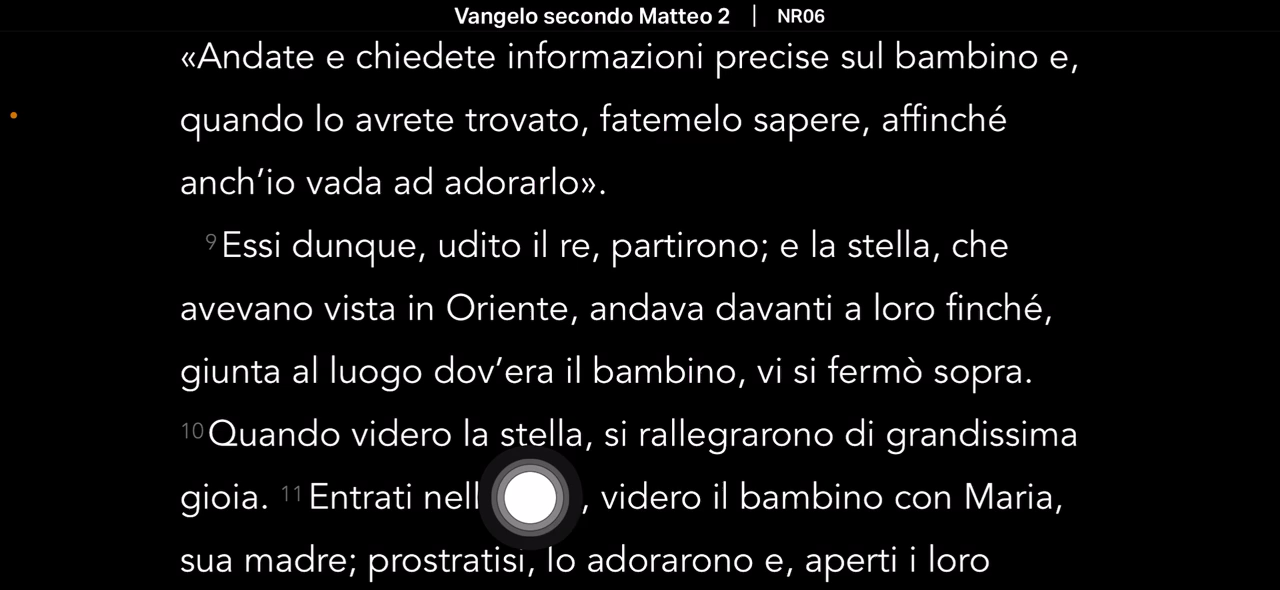 Vangelo secondo Matteo 2 | NR06
«Andate e chiedete informazioni precise sul bambino e,
quando lo avrete trovato, fatemelo sapere, affinché
anch’io vada ad adorarlo».
9 Essi dunque, udito il re, partirono; e la stella, che
avevano vista in Oriente, andava davanti a loro finché,
giunta al luogo dov’era il bambino, vi si fermò sopra.
10 Quando videro la stella, si rallegrarono di grandissima
gioia. 11 Entrati , videro il bambino con Maria,
sua madre; prostratisi, lo adorarono e, aperti i loro